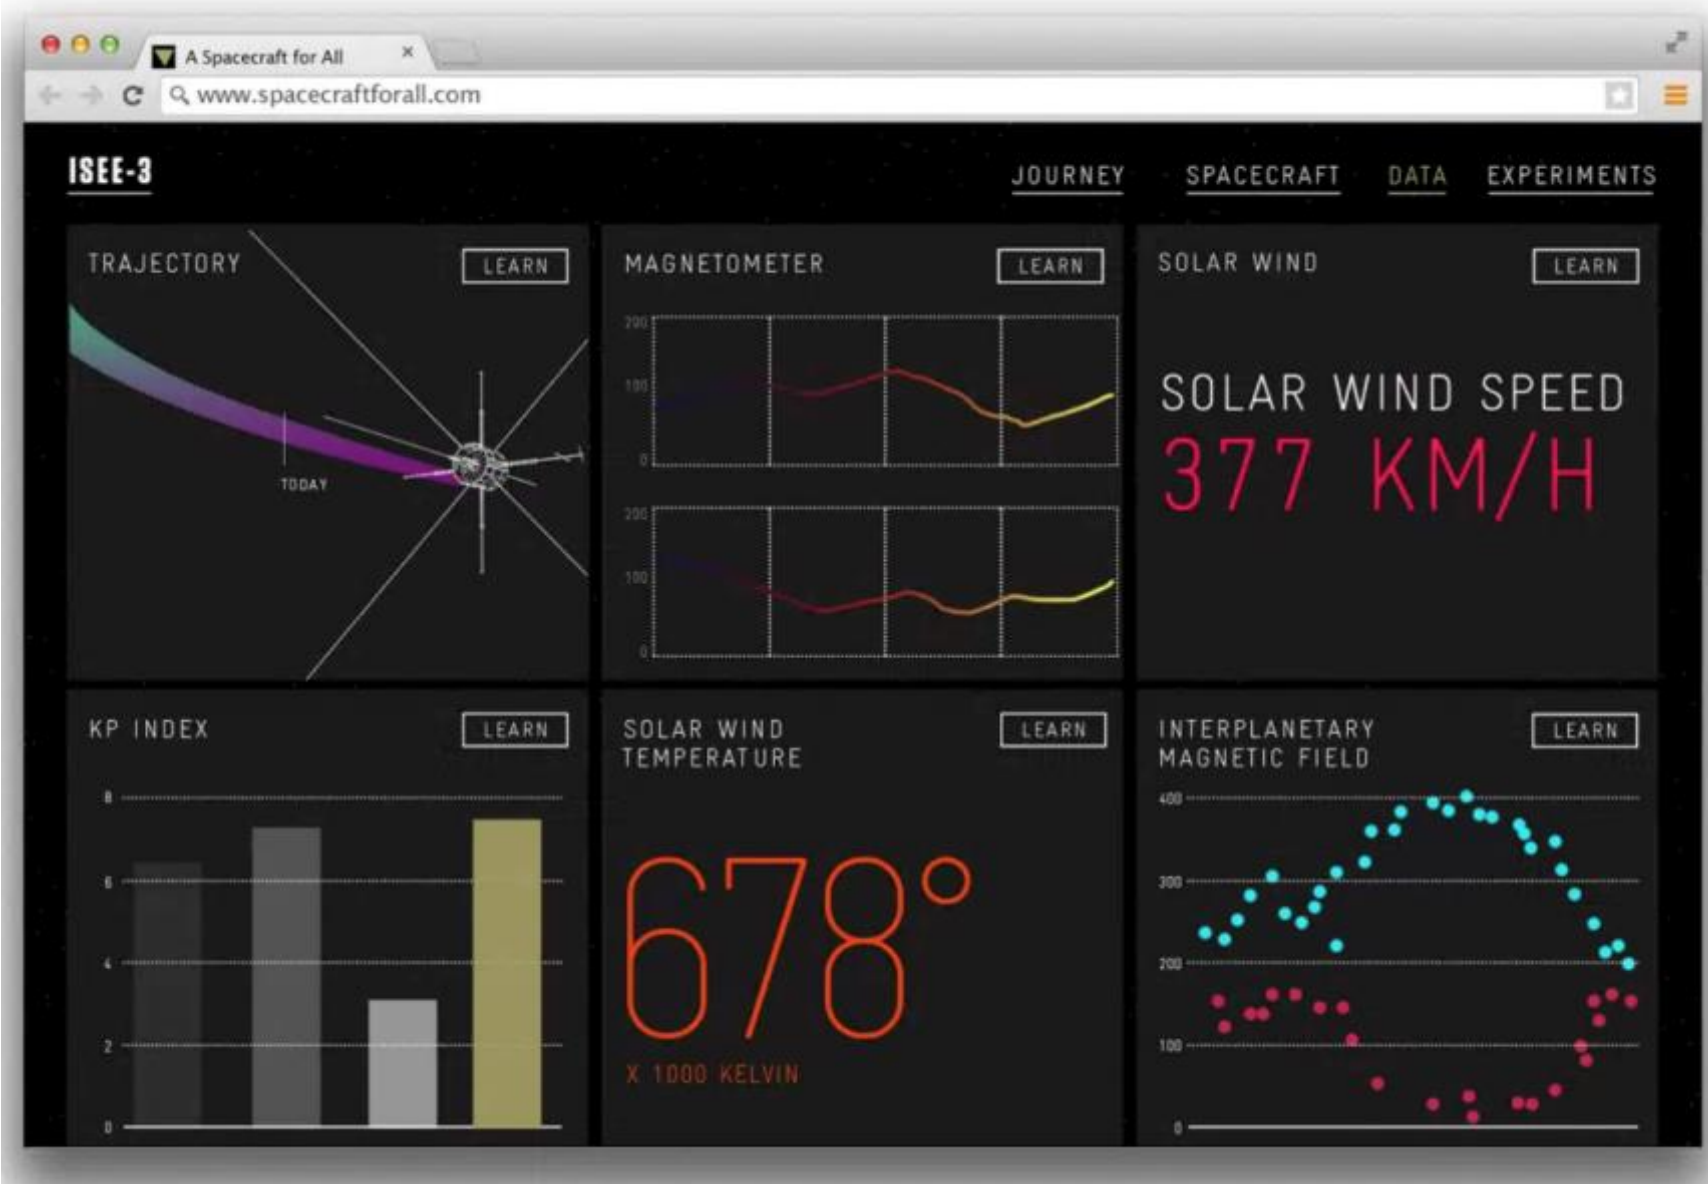 A Spacecraft for All
www.spacecraftforall.com
ISEE-3
JOURNEY SPACECRAFT DATA EXPERIMENTS
TRAJECTORY LEARN
TODAY
MAGNETOMETER LEARN
200
100
0
200
100
0
SOLAR WIND LEARN
SOLAR WIND SPEED
377 KM/H
KP INDEX LEARN
8
6
4
2
0
SOLAR WIND LEARN
TEMPERATURE
678°
X 1000 KELVIN
INTERPLANETARY LEARN
MAGNETIC FIELD
400
300
200
100
0